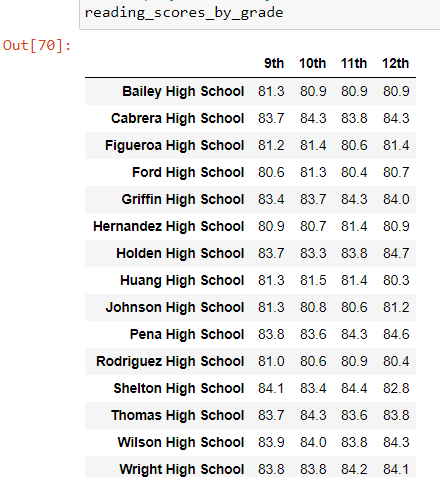 reading_scores_by_grade
Out[70]:
9th 10th 11th 12th
Bailey High School 81.3 80.9 80.9 80.9
Cabrera High School 83.7 84.3 83.8 84.3
Figueroa High School 81.2 81.4 80.6 81.4
Ford High School 80.6 81.3 80.4 80.7
Griffin High School 83.4 83.7 84.3 84.0
Hernandez High School 80.9 80.7 81.4 80.9
Holden High School 83.7 83.3 83.8 84.7
Huang High School 81.3 81.5 81.4 80.3
Johnson High School 81.3 80.8 80.6 81.2
Pena High School 83.8 83.6 84.3 84.6
Rodriguez High School 81.0 80.6 80.9 80.4
Shelton High School 84.1 83.4 84.4 82.8
Thomas High School 83.7 84.3 83.6 83.8
Wilson High School 83.9 84.0 83.8 84.3
Wright High School 83.8 83.8 84.2 84.1